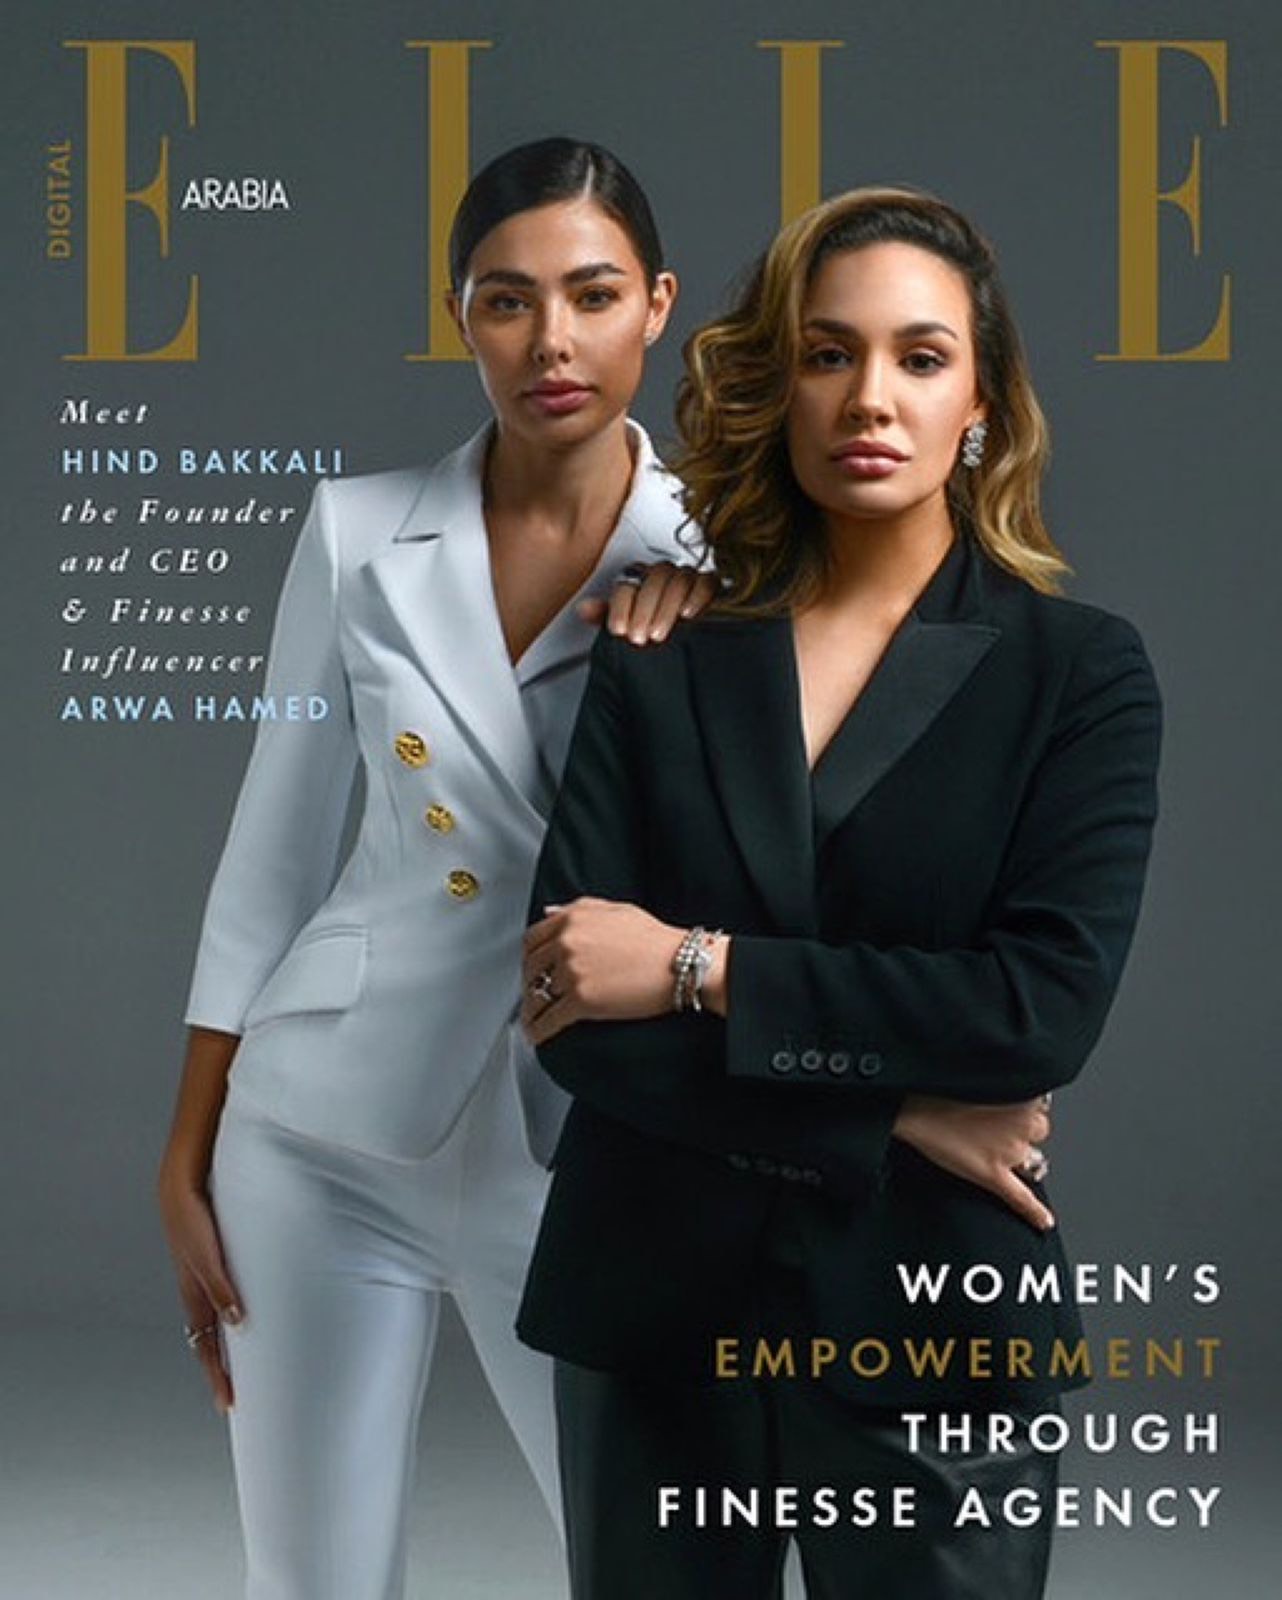 ELLE
DIGITAL
ARABIA
Meet
HIND BAKKALI
the Founder
and CEO
& Finesse
Influencer
ARWA HAMED
WOMEN'S
EMPOWERMENT
THROUGH
FINESSE AGENCY